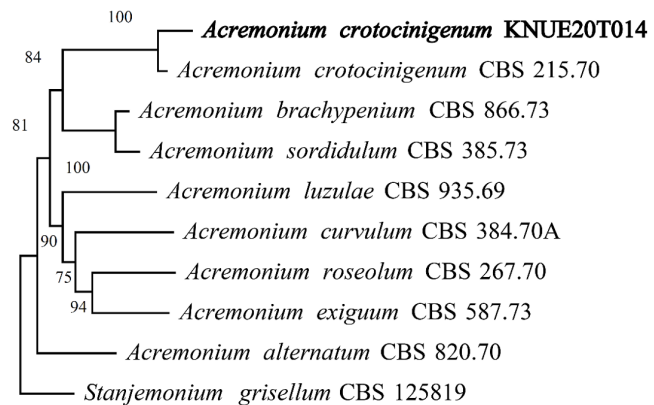 100
Acremonium crotocinigenum KNUE20T014
84
Acremonium crotocinigenum CBS 215.70
Acremonium brachypenium CBS 866.73
81
Acremonium sordidulum CBS 385.73
100
Acremonium luzulae CBS 935.69
Acremonium curvulum CBS 384.70A
90
75
Acremonium roseolum CBS 267.70
94
Acremonium exiguum CBS 587.73
Acremonium alternatum CBS 820.70
Stanjemonium grisellum CBS 125819